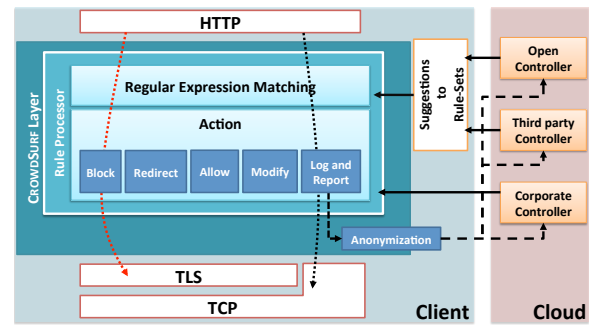 HTTP
CROWDSURF Layer
Rule Processor
Regular Expression Matching
Action
Block
Redirect
Allow
Modify
Log and
Report
Anonymization
Suggestions
to
Rule-Sets
Open
Controller
Third party
Controller
Corporate
Controller
TLS
TCP
Client
Cloud